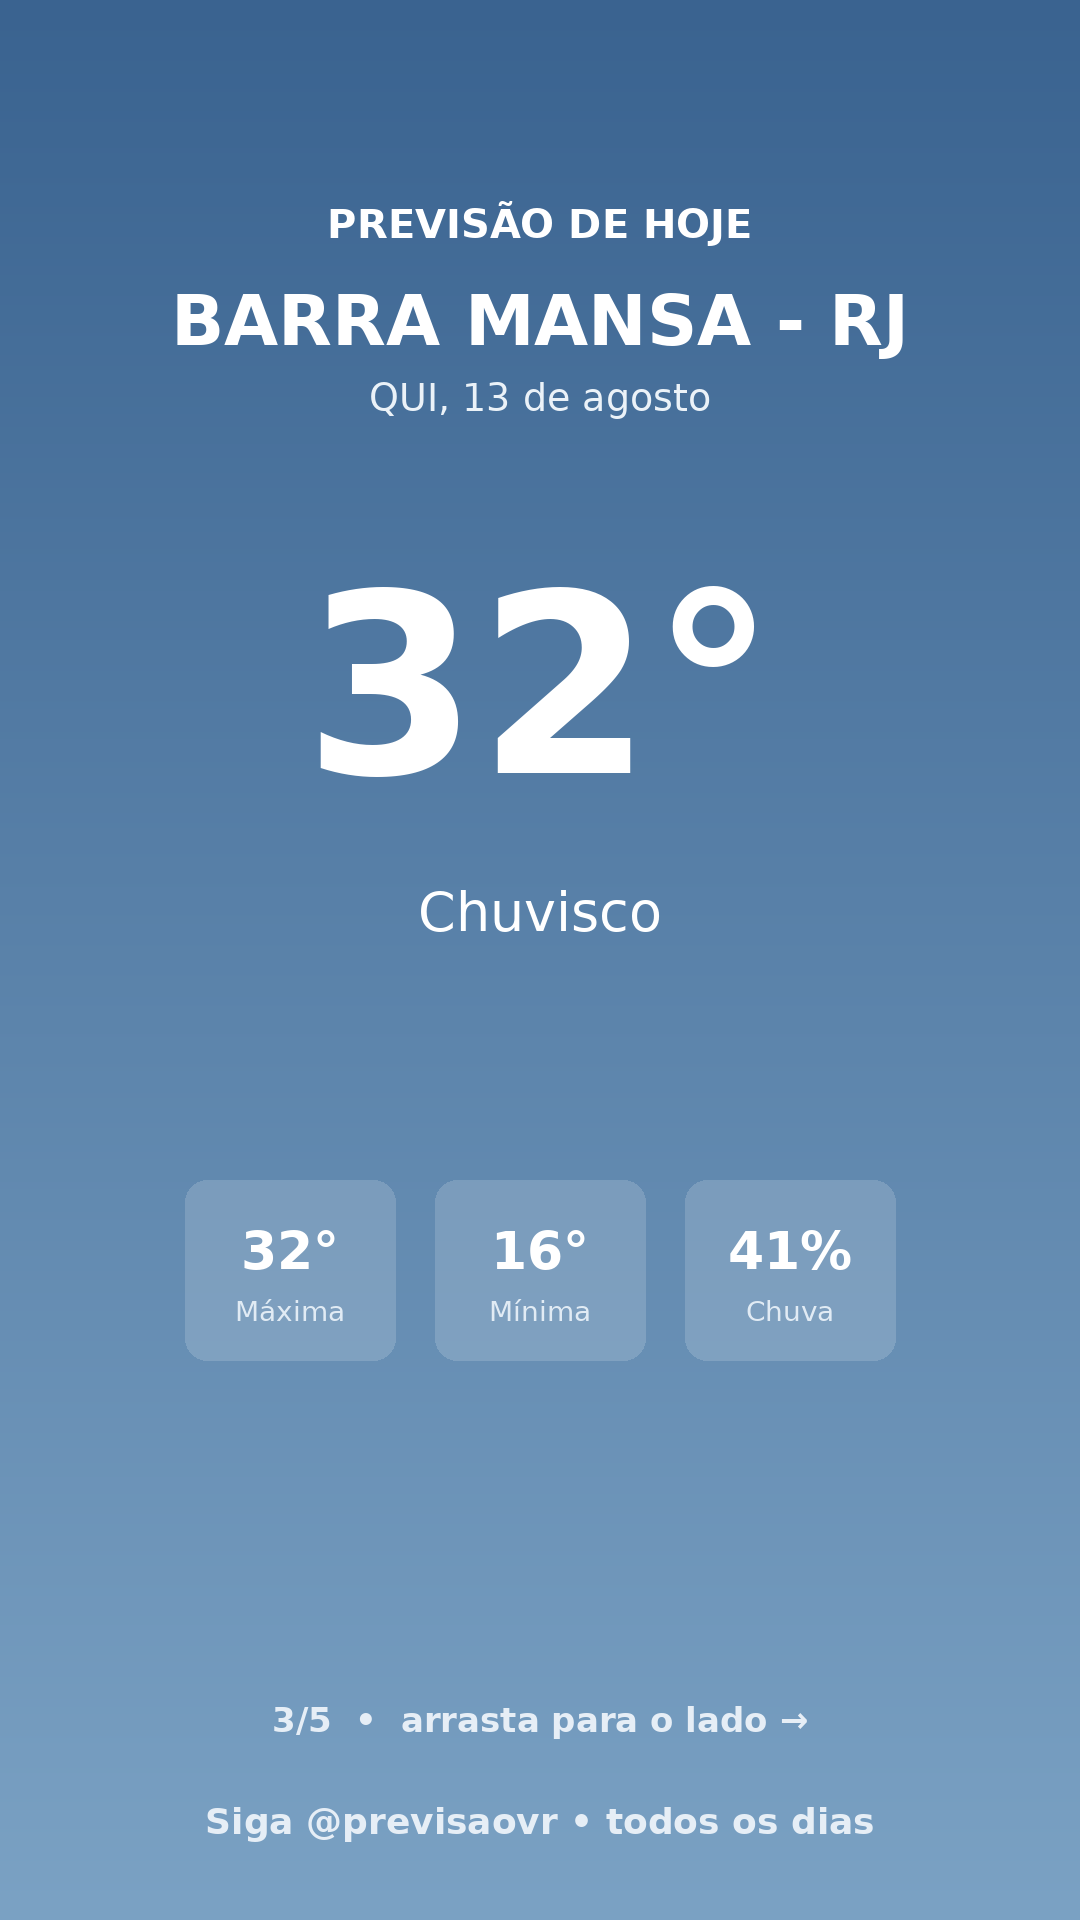 PREVISÃO DE HOJE
BARRA MANSA - RJ
QUI, 13 de agosto
32°
Chuvisco
32° 16° 41%
Máxima Mínima Chuva
3/5 • arrasta para o lado →
Siga @previsaovr • todos os dias